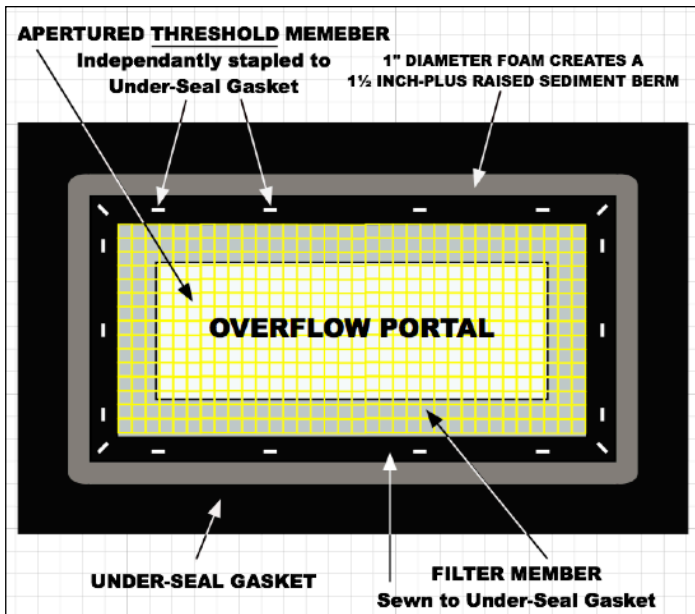 APERTURED THRESHOLD MEMEBER
Independantly stapled to
Under-Seal Gasket
1" DIAMETER FOAM CREATES A
1½ INCH-PLUS RAISED SEDIMENT BERM
OVERFLOW PORTAL
UNDER-SEAL GASKET
FILTER MEMBER
Sewn to Under-Seal Gasket